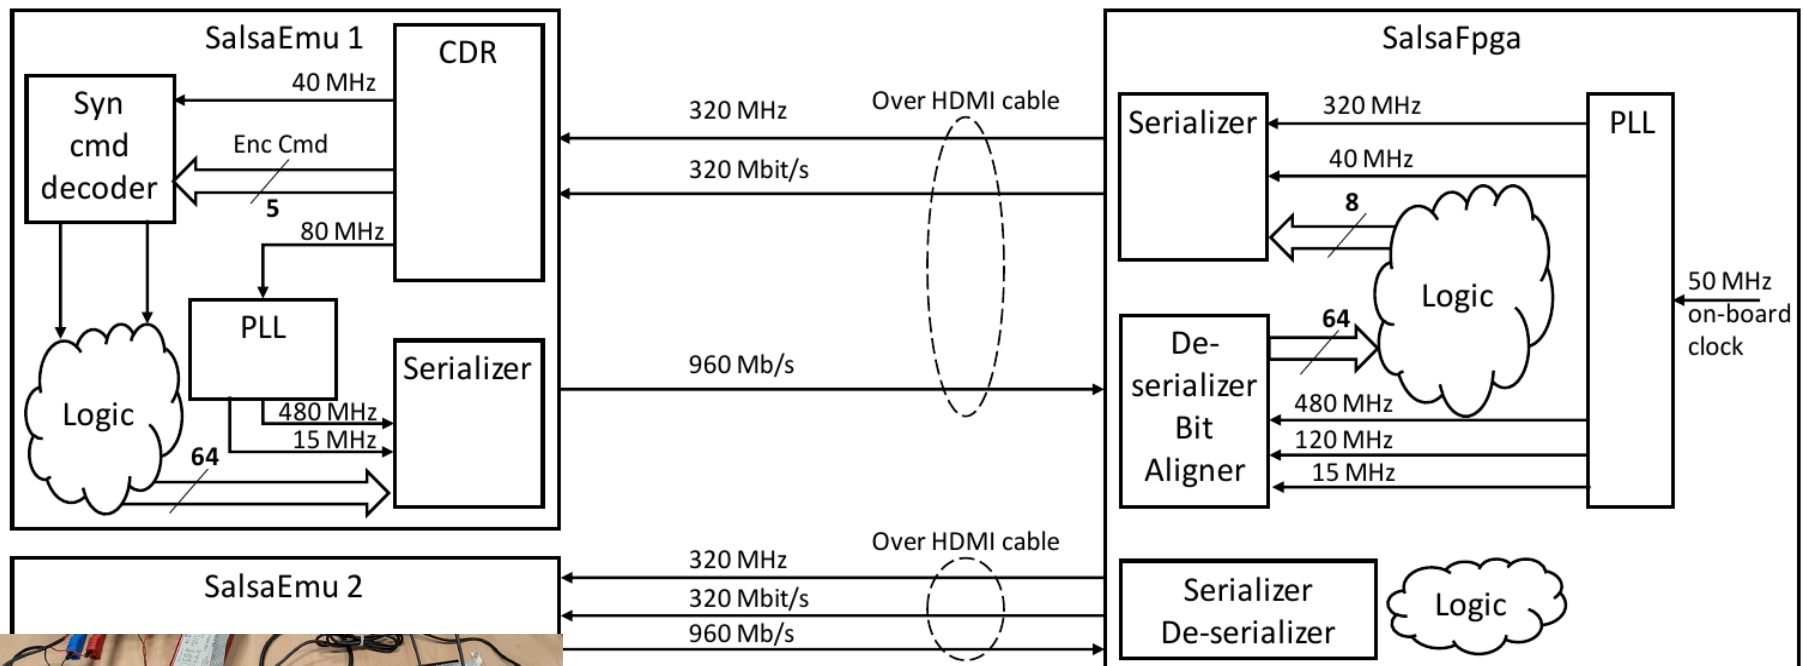 SalsaEmu 1
CDR
40 MHz
Syn
cmd
decoder
Enc Cmd
5
80 MHz
PLL
Serializer
Logic
480 MHz
15 MHz
64
320 MHz
Over HDMI cable
320 Mbit/s
960 Mb/s
SalsaFpga
Serializer
320 MHz
PLL
40 MHz
8
Logic
50 MHz
on-board
clock
64
De-
serializer
Bit
Aligner
480 MHz
120 MHz
15 MHz
SalsaEmu 2
Over HDMI cable
320 MHz
320 Mbit/s
960 Mb/s
Serializer
De-serializer
Logic